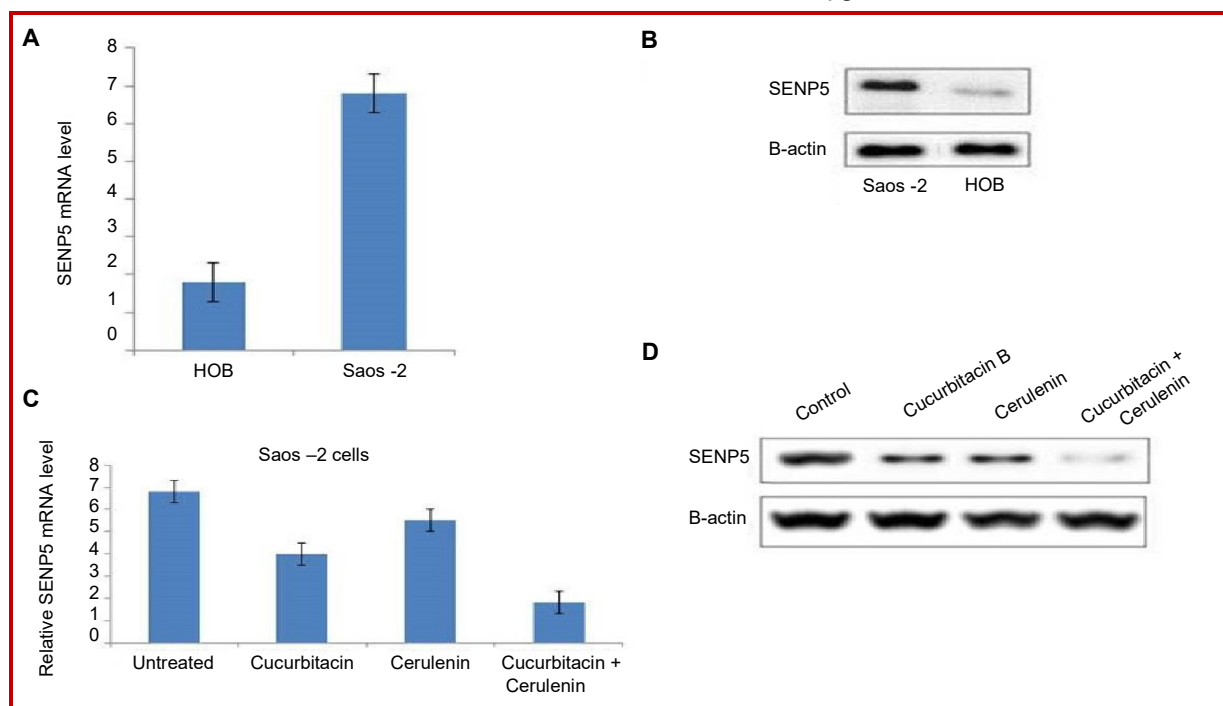 A
8
7
6
5
4
3
2
1
0
SENP5 mRNA level
HOB
Saos -2
B
SENP5
B-actin
Saos -2
HOB
C
Saos –2 cells
8
7
6
5
4
3
2
1
0
Relative SENP5 mRNA level
Untreated
Cucurbitacin
Cerulenin
Cucurbitacin +
Cerulenin
D
Control
Cucurbitacin B
Cerulenin
Cucurbitacin +
Cerulenin
SENP5
B-actin